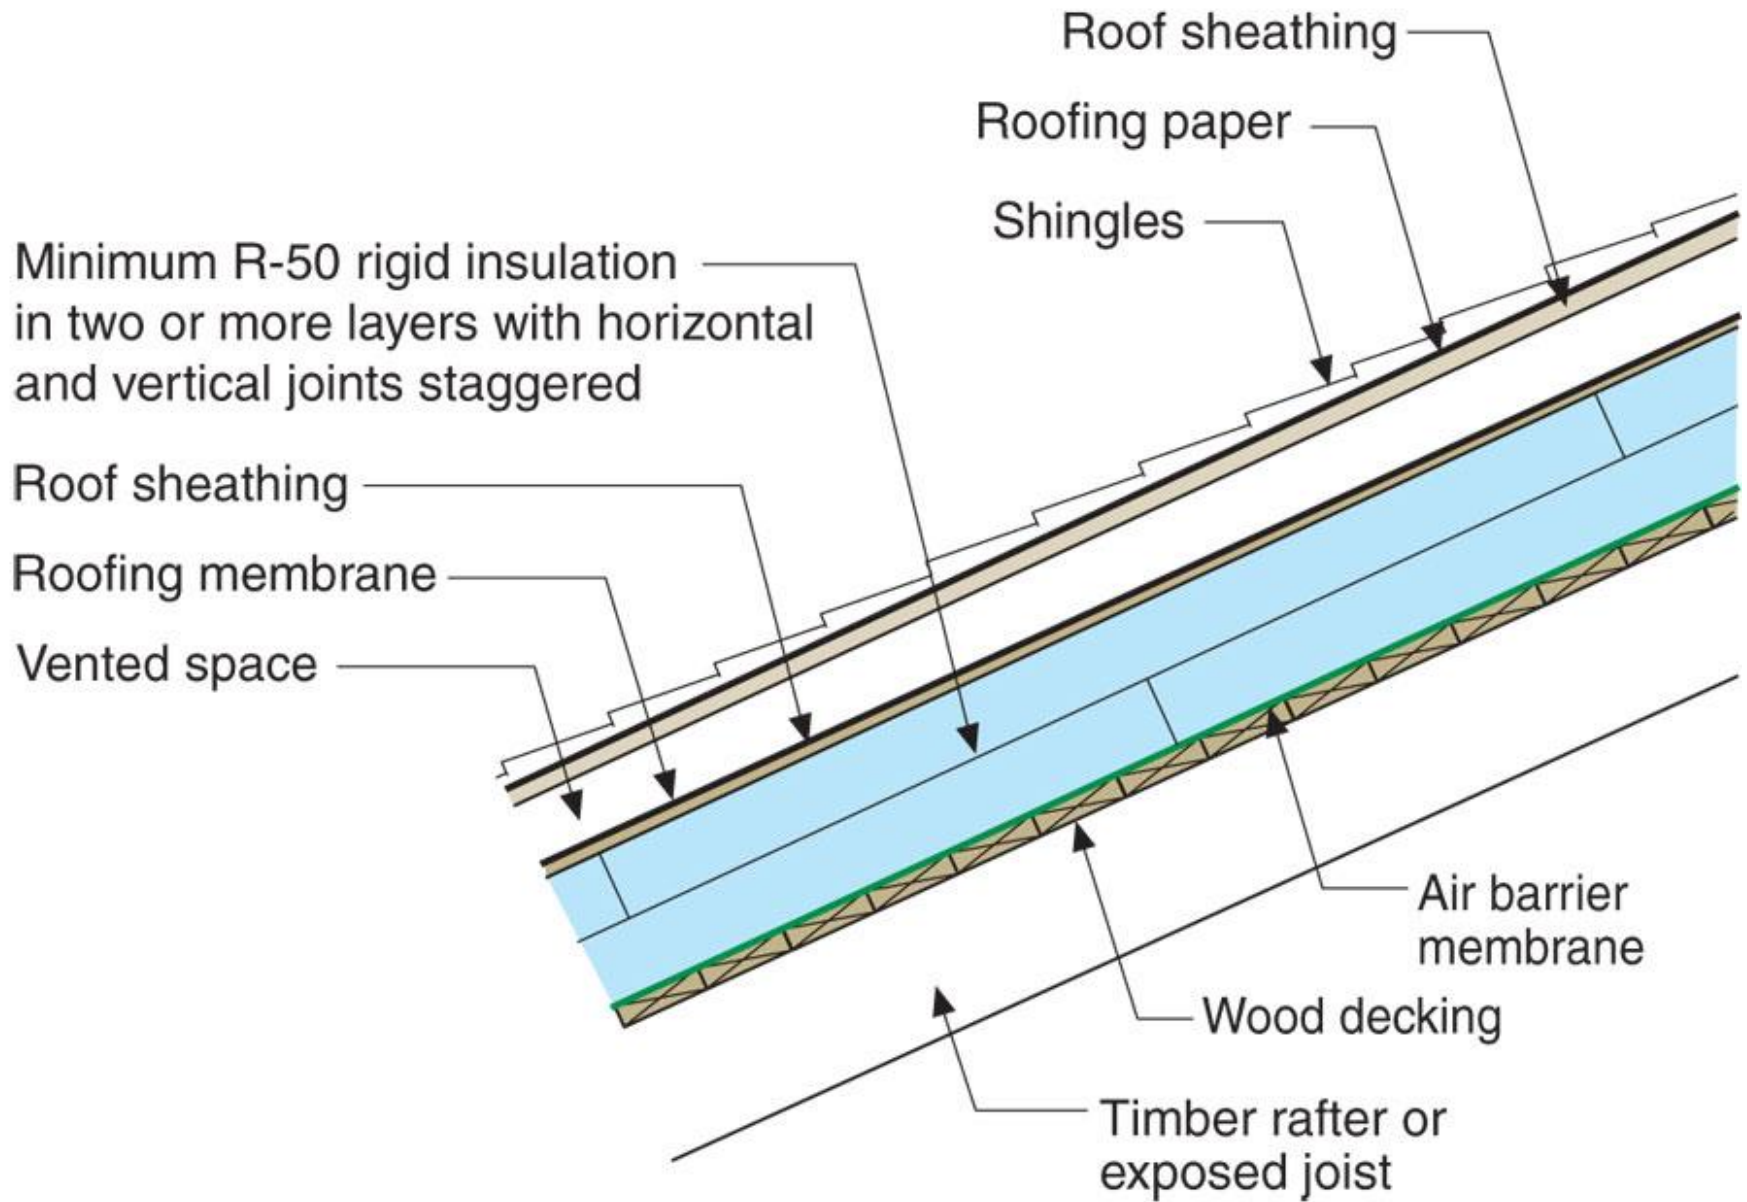 Roof sheathing
Roofing paper
Shingles
Minimum R-50 rigid insulation
in two or more layers with horizontal
and vertical joints staggered
Roof sheathing
Roofing membrane
Vented space
Air barrier
membrane
Wood decking
Timber rafter or
exposed joist